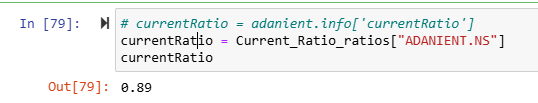 In [79]:
# currentRatio = adanient.info['currentRatio']
currentRatio = Current_Ratio_ratios["ADANIENT.NS"]
currentRatio
Out[79]: 0.89